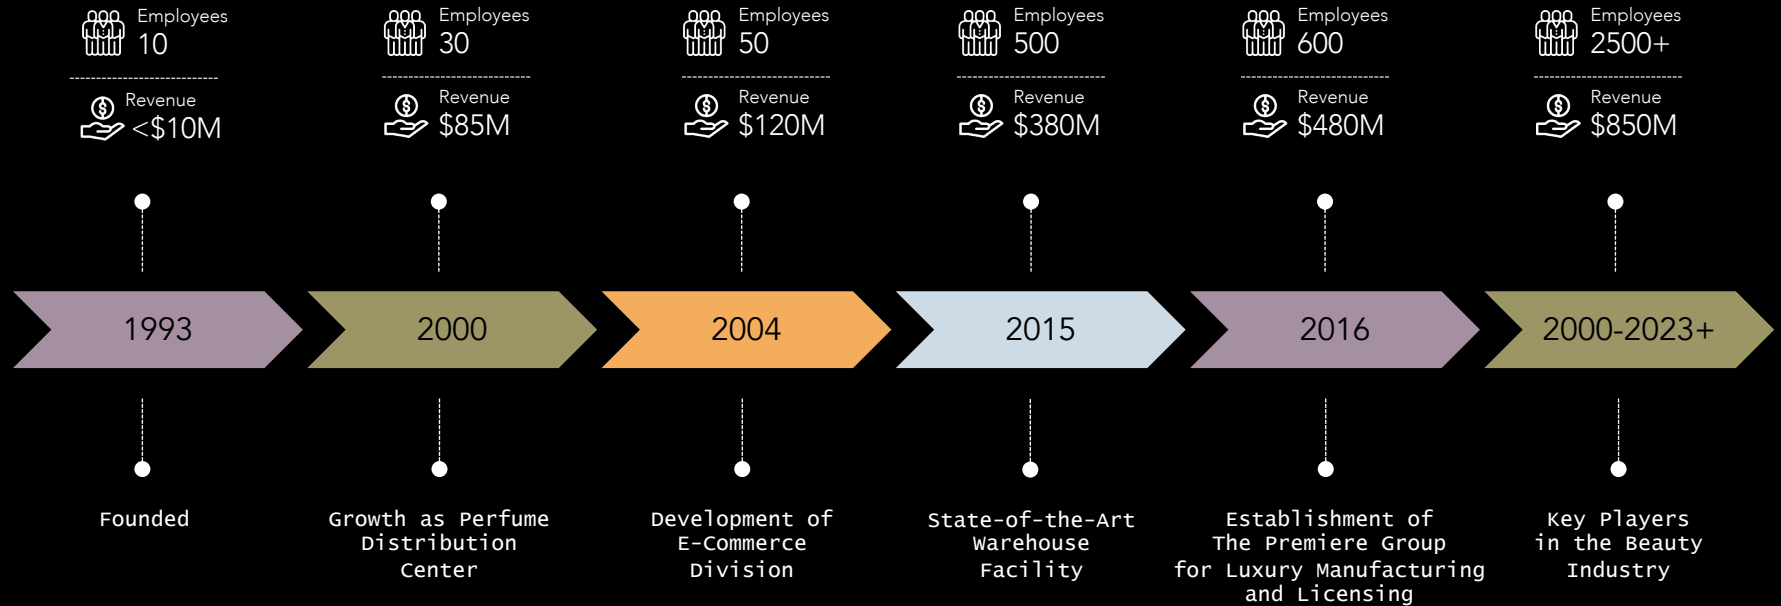 Employees
10
Revenue
<$10M
Employees
30
Revenue
$85M
Employees
50
Revenue
$120M
Employees
500
Revenue
$380M
Employees
600
Revenue
$480M
Employees
2500+
Revenue
$850M
1993
2000
2004
2015
2016
2000-2023+
Founded
Growth as Perfume
Distribution
Center
Development of
E-Commerce
Division
State-of-the-Art
Warehouse
Facility
Establishment of
The Premiere Group
for Luxury Manufacturing
and Licensing
Key Players
in the Beauty
Industry